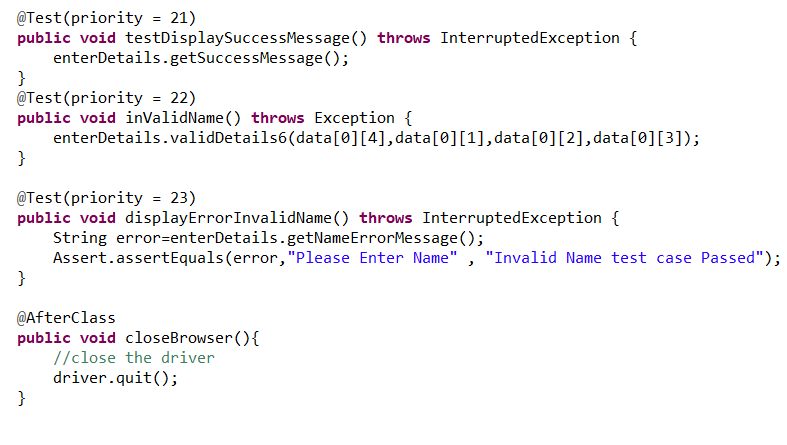 @Test(priority = 21)
public void testDisplaySuccessMessage() throws InterruptedException {
    enterDetails.getSuccessMessage();
}
@Test(priority = 22)
public void inValidName() throws Exception {
    enterDetails.validDetails6(data[0][4],data[0][1],data[0][2],data[0][3]);
}

@Test(priority = 23)
public void displayErrorInvalidName() throws InterruptedException {
    String error=enterDetails.getNameErrorMessage();
    Assert.assertEquals(error,"Please Enter Name" , "Invalid Name test case Passed");
}

@AfterClass
public void closeBrowser(){
    //close the driver
    driver.quit();
}